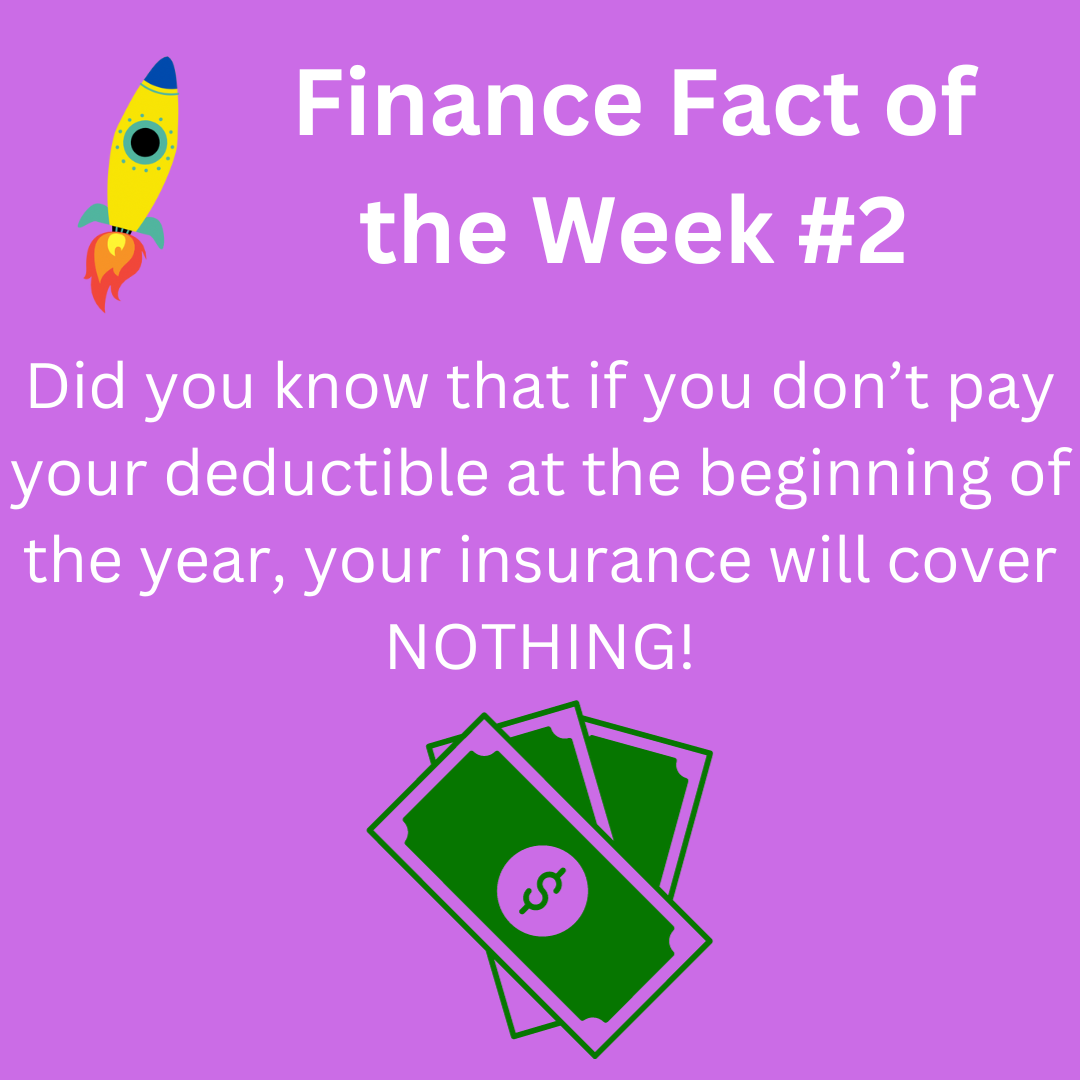 Finance Fact of
the Week #2
Did you know that if you don’t pay
your deductible at the beginning of
the year, your insurance will cover
NOTHING!
$